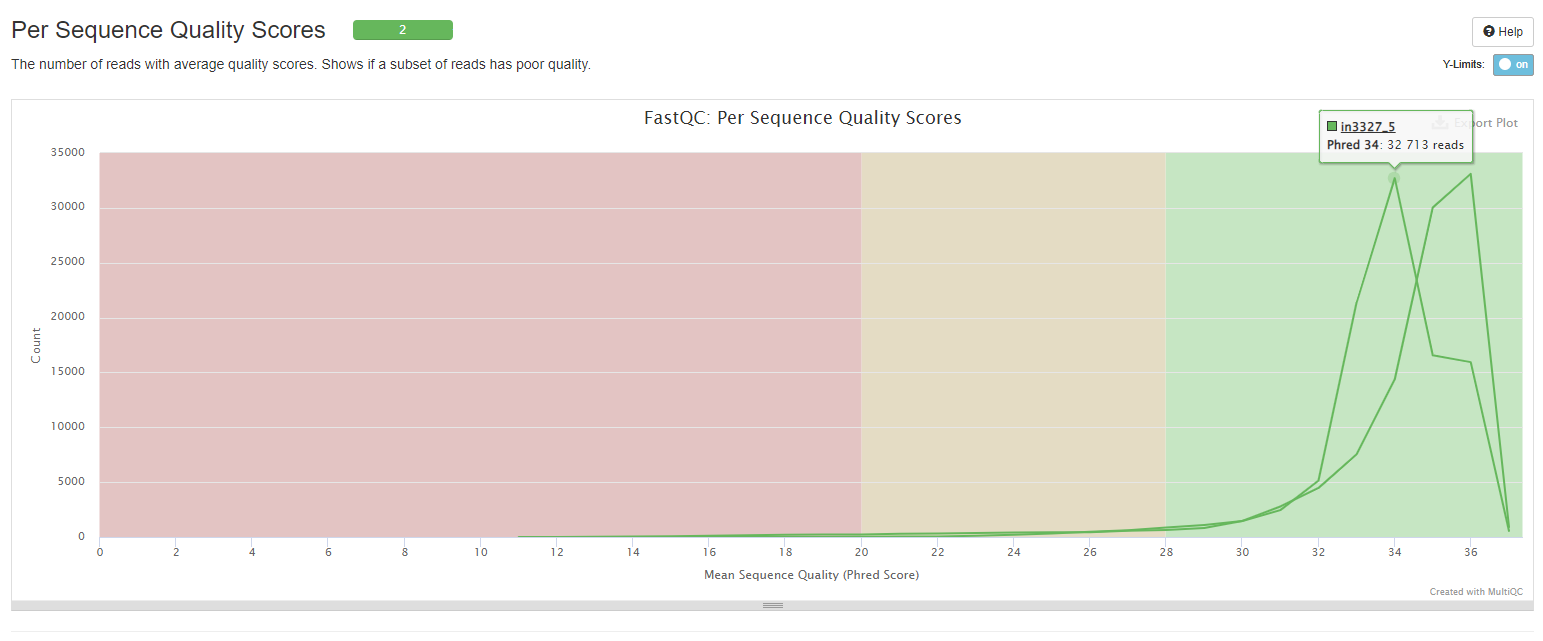 Per Sequence Quality Scores 2
Help
The number of reads with average quality scores. Shows if a subset of reads has poor quality.
Y-Limits: on
FastQC: Per Sequence Quality Scores
Export Plot
in3327_5
Phred 34: 32 713 reads
35000
30000
25000
20000
15000
10000
5000
0
Count
0 2 4 6 8 10 12 14 16 18 20 22 24 26 28 30 32 34 36
Mean Sequence Quality (Phred Score)
Created with MultiQC